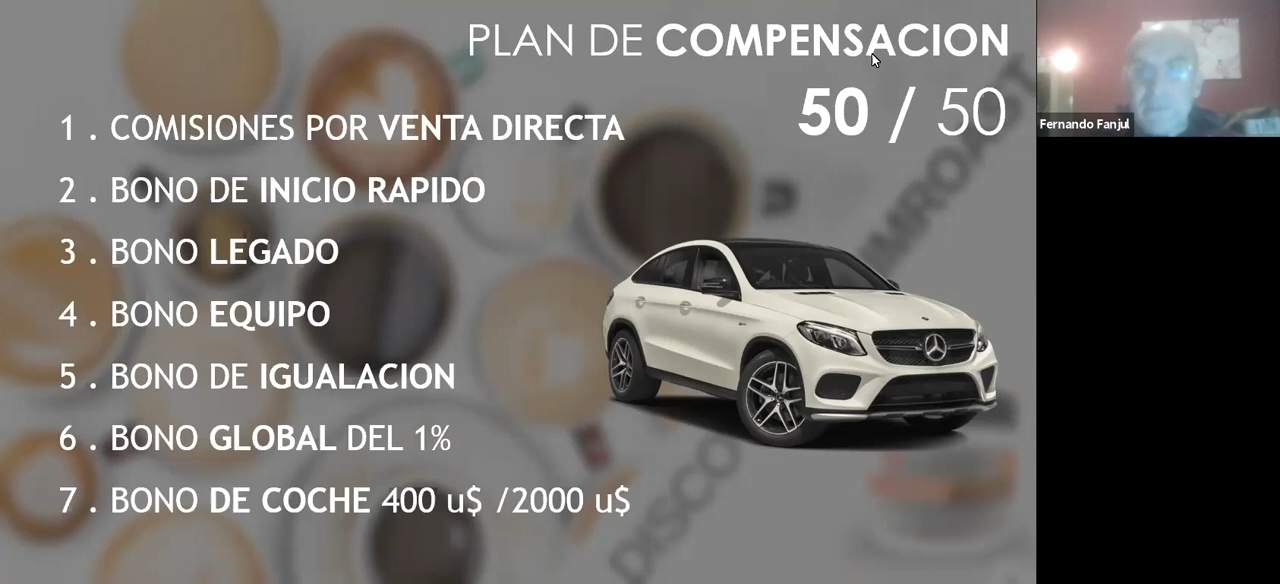 PLAN DE COMPENSACION
50 / 50
1 . COMISIONES POR VENTA DIRECTA
2 . BONO DE INICIO RAPIDO
3 . BONO LEGADO
4 . BONO EQUIPO
5 . BONO DE IGUALACION
6 . BONO GLOBAL DEL 1%
7 . BONO DE COCHE 400 u$ /2000 u$
Fernando Fanjul